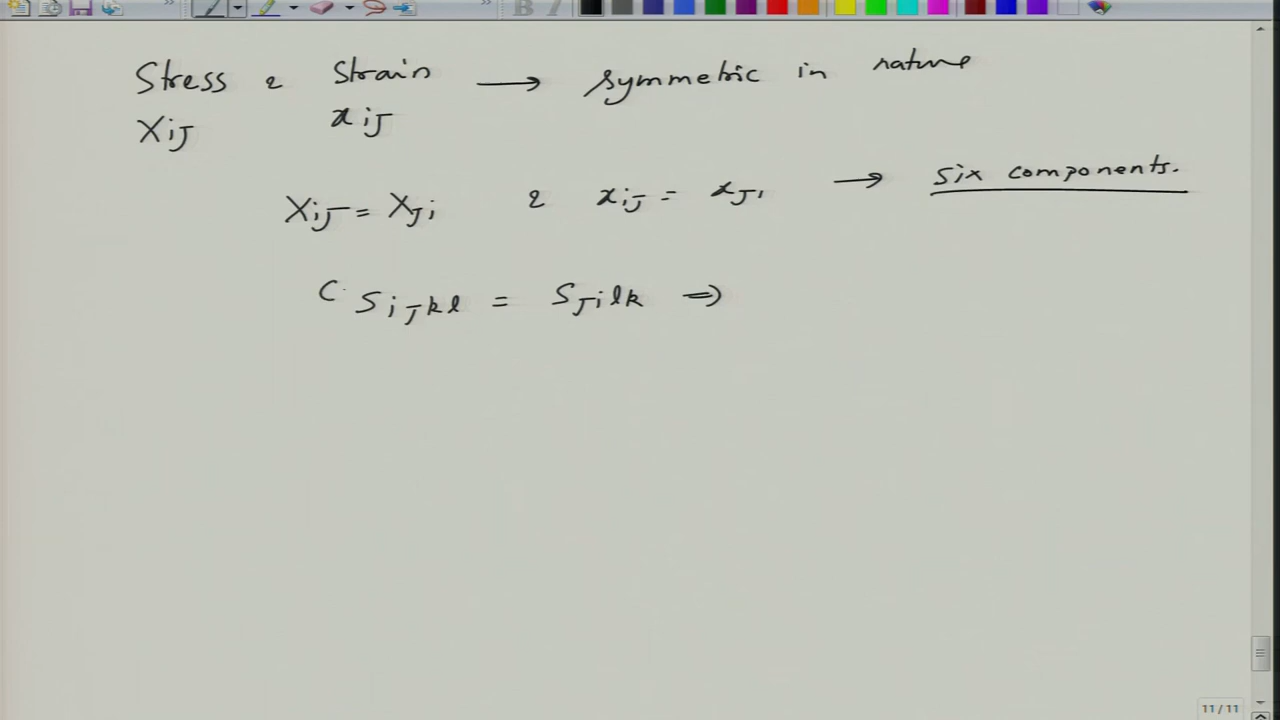 Stress & Strain → symmetric in nature
Xij xij
Xij = Xji & xij = xji → six components.
C Sijkl = Sjilk ⇒
11/11